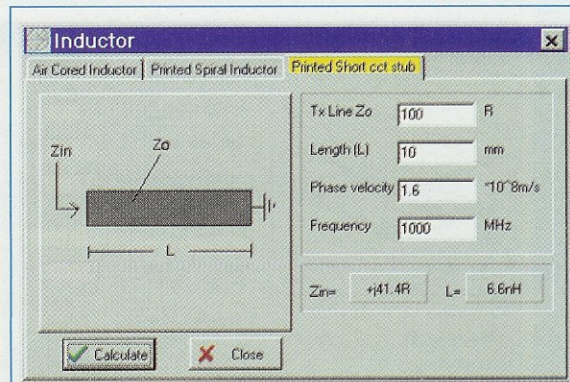 Inductor
Air Cored Inductor Printed Spiral Inductor Printed Short cct stub
Zin Zo
L
Tx Line Zo 100 R
Length (L) 10 mm
Phase velocity 1.6 *10^8m/s
Frequency 1000 MHz
Zin= +j41.4R L= 6.6nH
Calculate Close